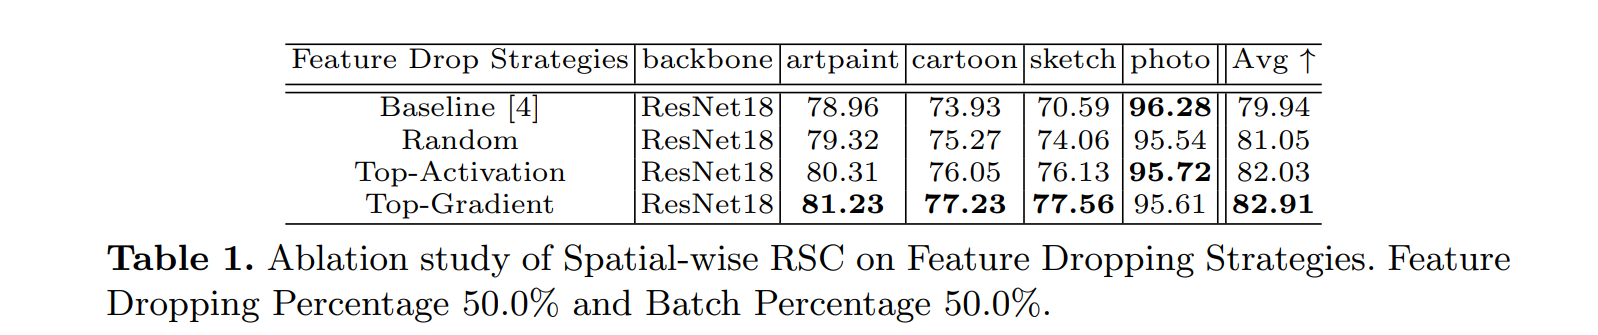 Feature Drop Strategies backbone artpaint cartoon sketch photo Avg ↑
Baseline [4] ResNet18 78.96 73.93 70.59 96.28 79.94
Random ResNet18 79.32 75.27 74.06 95.54 81.05
Top-Activation ResNet18 80.31 76.05 76.13 95.72 82.03
Top-Gradient ResNet18 81.23 77.23 77.56 95.61 82.91
Table 1. Ablation study of Spatial-wise RSC on Feature Dropping Strategies. Feature
Dropping Percentage 50.0% and Batch Percentage 50.0%.